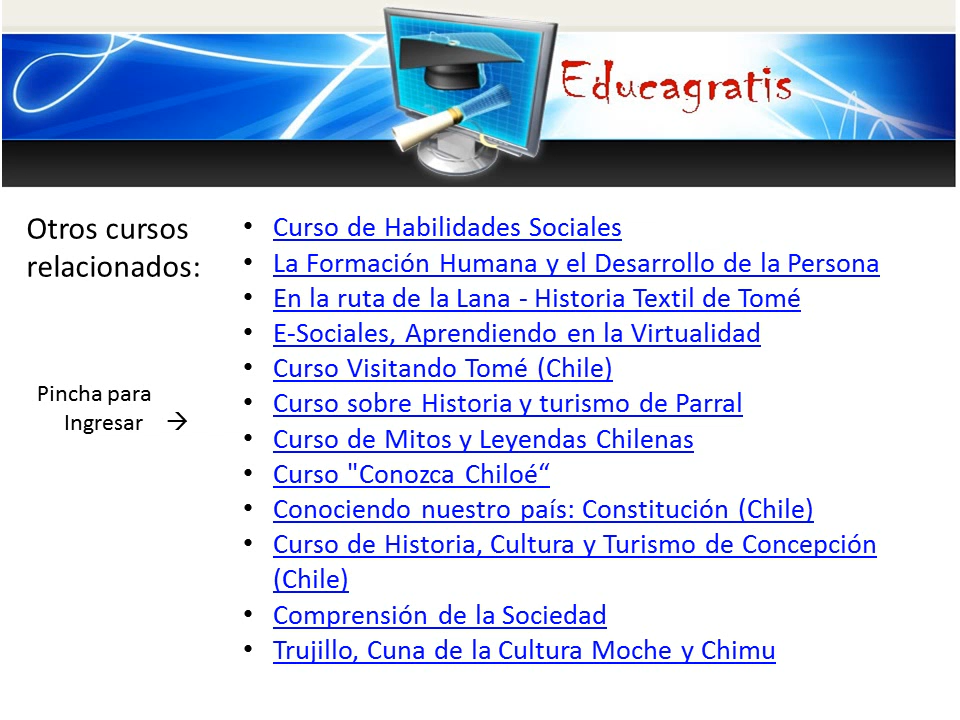 Educagratis
Otros cursos
relacionados:
Pincha para
Ingresar →
• Curso de Habilidades Sociales
• La Formación Humana y el Desarrollo de la Persona
• En la ruta de la Lana - Historia Textil de Tomé
• E-Sociales, Aprendiendo en la Virtualidad
• Curso Visitando Tomé (Chile)
• Curso sobre Historia y turismo de Parral
• Curso de Mitos y Leyendas Chilenas
• Curso "Conozca Chiloé“
• Conociendo nuestro país: Constitución (Chile)
• Curso de Historia, Cultura y Turismo de Concepción
(Chile)
• Comprensión de la Sociedad
• Trujillo, Cuna de la Cultura Moche y Chimu